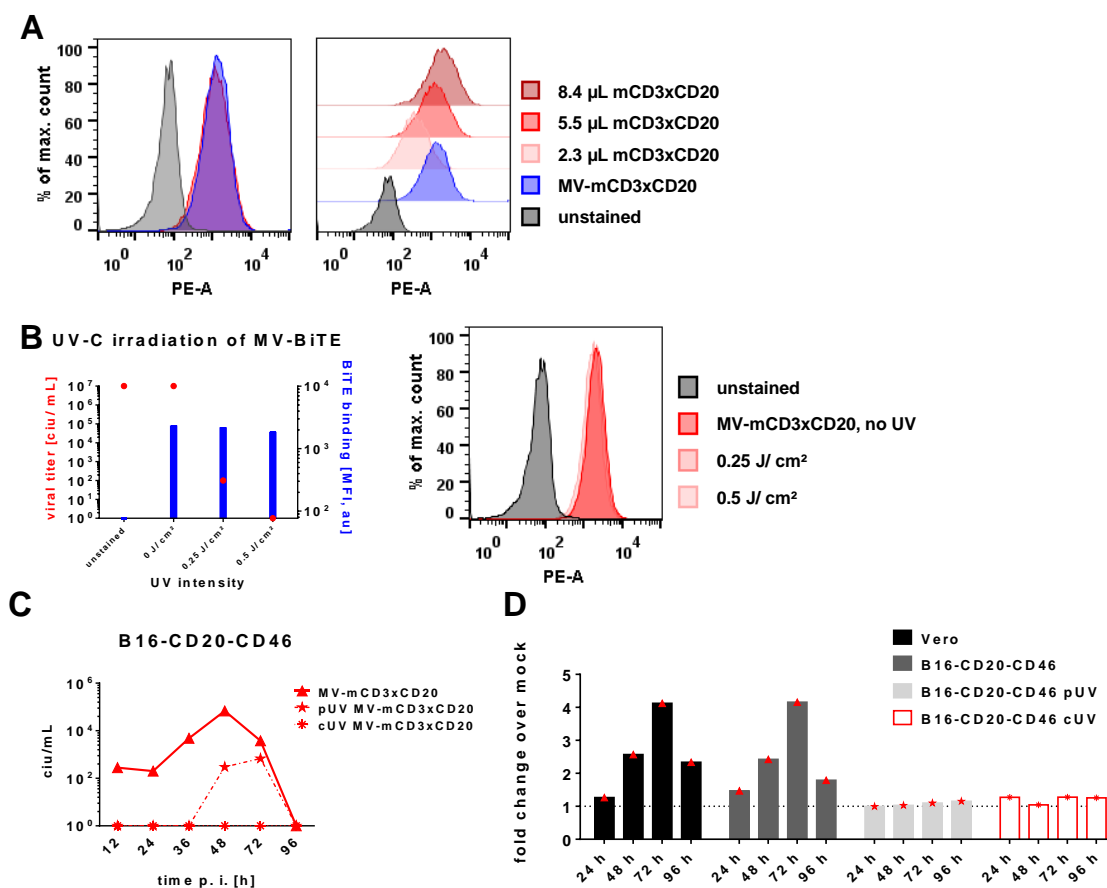 A
100
80
60
40
20
0
% of max. count
10^0 10^2 10^4
PE-A
% of max. count
10^0 10^2 10^4
PE-A
8.4 µL mCD3xCD20
5.5 µL mCD3xCD20
2.3 µL mCD3xCD20
MV-mCD3xCD20
unstained
B
UV-C irradiation of MV-BiTE
viral titer [ciu/ mL]
10^7
10^6
10^5
10^4
10^3
10^2
10^1
10^0
10^4
10^3
10^2
BiTE binding [MFI, au]
unstained
0 J/ cm²
0.25 J/ cm²
0.5 J/ cm²
UV intensity
100
80
60
40
20
0
% of max. count
10^0 10^2 10^4
PE-A
unstained
MV-mCD3xCD20, no UV
0.25 J/ cm²
0.5 J/ cm²
C
B16-CD20-CD46
ciu/mL
10^6
10^4
10^2
10^0
12 24 36 48 72 96
time p. i. [h]
MV-mCD3xCD20
pUV MV-mCD3xCD20
cUV MV-mCD3xCD20
D
fold change over mock
5
4
3
2
1
0
24 h 48 h 72 h 96 h 24 h 48 h 72 h 96 h 24 h 48 h 72 h 96 h 24 h 48 h 72 h 96 h
Vero
B16-CD20-CD46
B16-CD20-CD46 pUV
B16-CD20-CD46 cUV